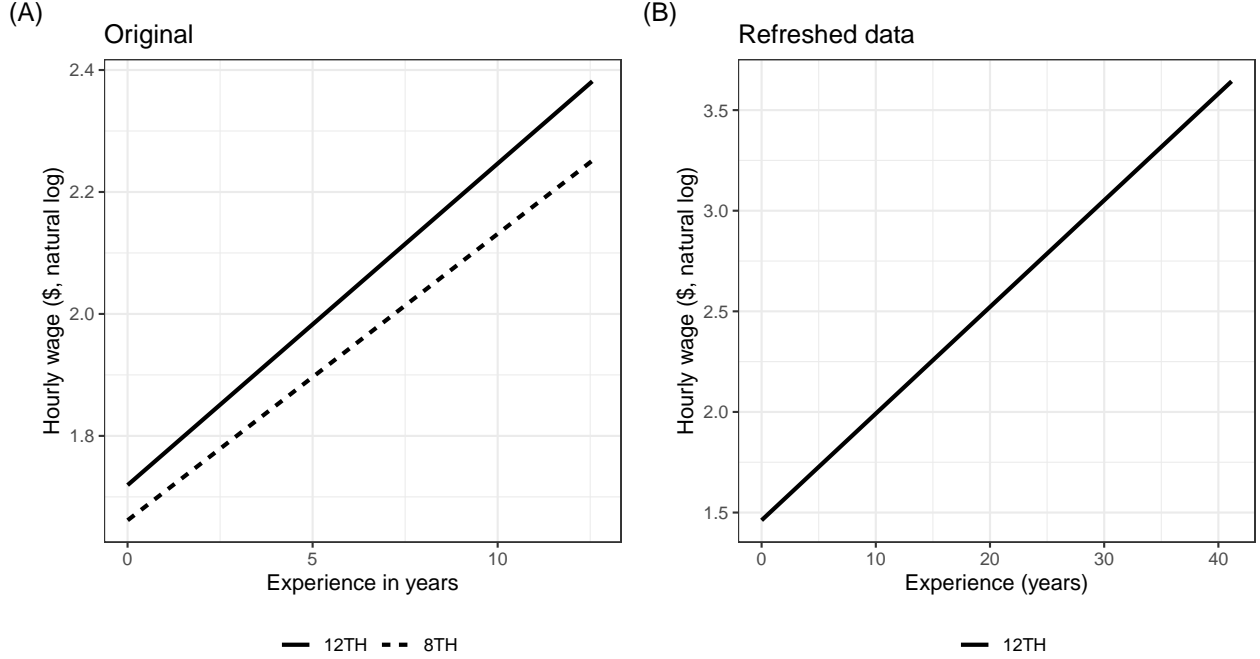 (A)
Original
2.4
2.2
2.0
1.8
Hourly wage ($, natural log)
0 5 10
Experience in years
12TH 8TH
(B)
Refreshed data
3.5
3.0
2.5
2.0
1.5
Hourly wage ($, natural log)
0 10 20 30 40
Experience (years)
12TH